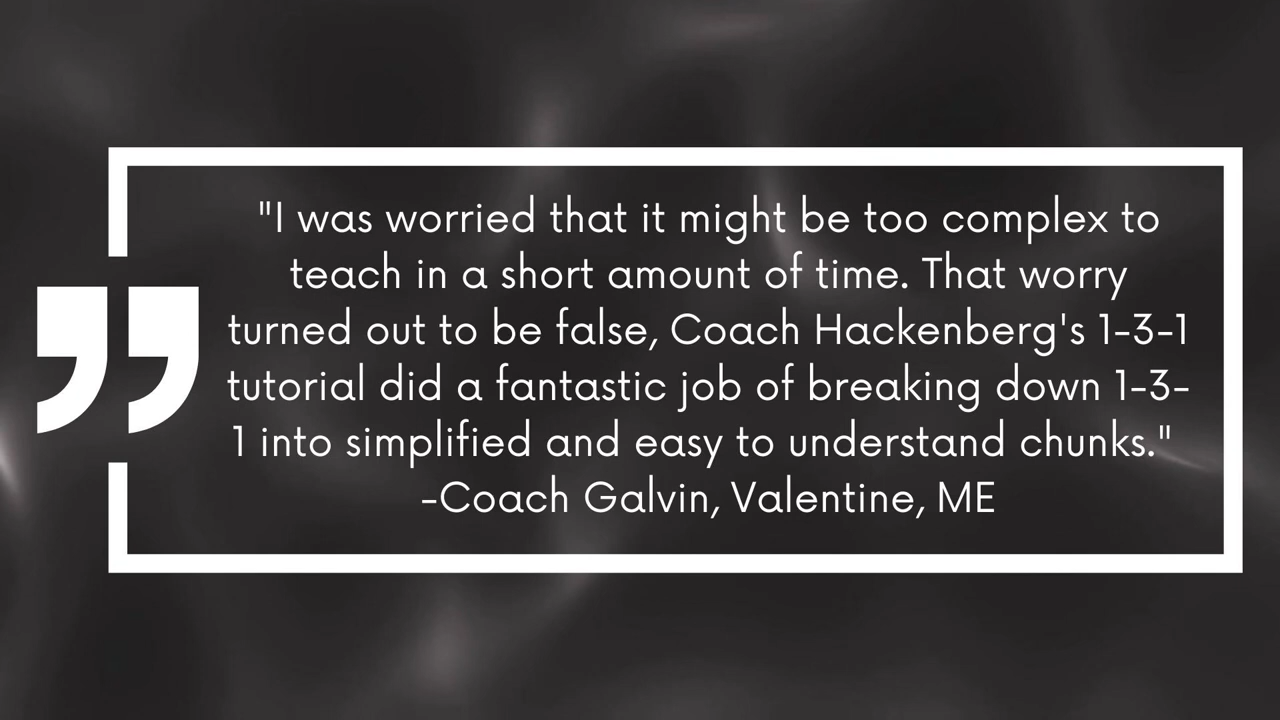 "I was worried that it might be too complex to
teach in a short amount of time. That worry
turned out to be false, Coach Hackenberg's 1-3-1
tutorial did a fantastic job of breaking down 1-3-
1 into simplified and easy to understand chunks."
-Coach Galvin, Valentine, ME